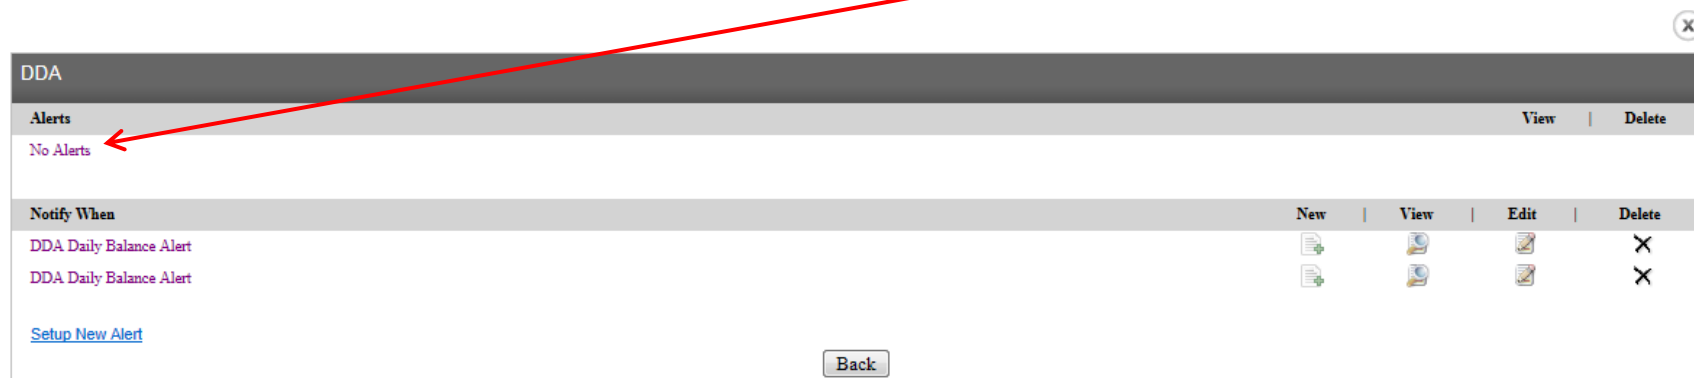 X
DDA
Alerts View | Delete
No Alerts
Notify When New | View | Edit | Delete
DDA Daily Balance Alert
DDA Daily Balance Alert
Setup New Alert
Back